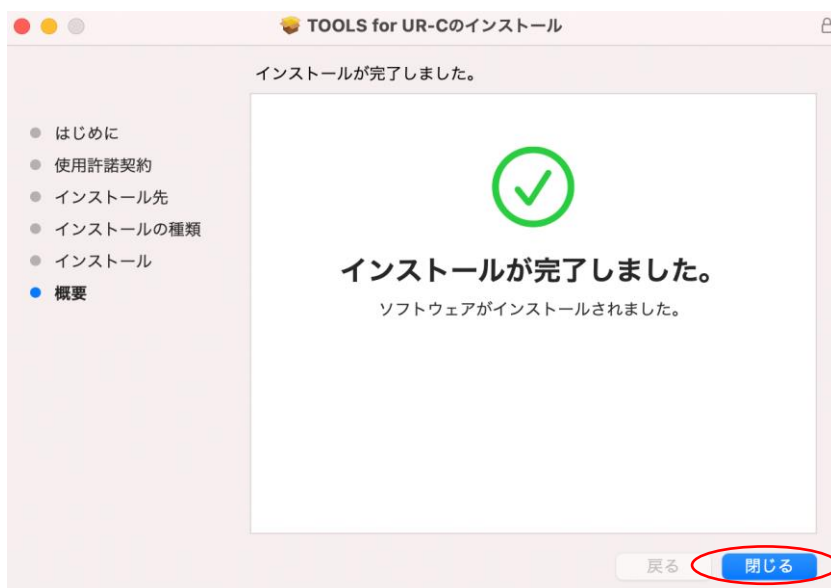 TOOLS for UR-Cのインストール
インストールが完了しました。
はじめに
使用許諾契約
インストール先
インストールの種類
インストール
概要
インストールが完了しました。
ソフトウェアがインストールされました。
戻る
閉じる